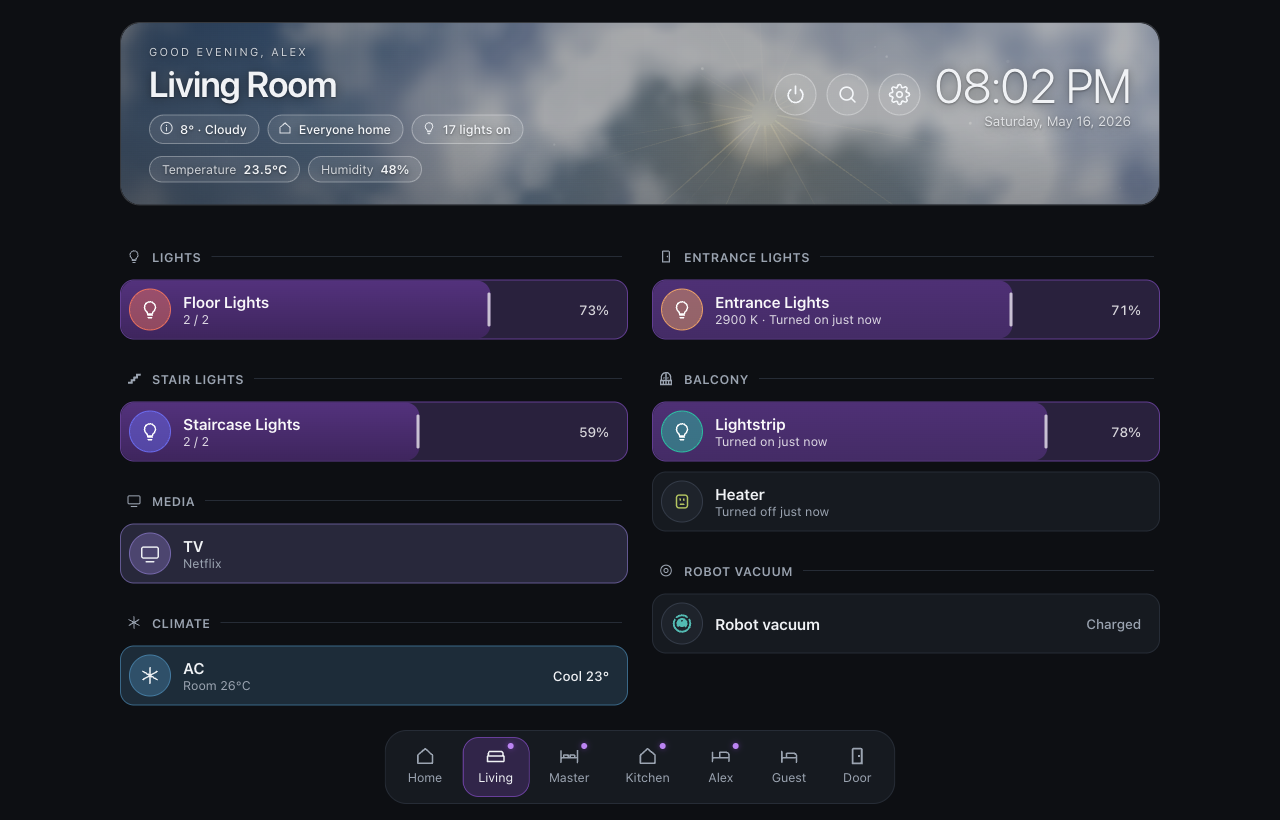 GOOD EVENING, ALEX
Living Room
8° · Cloudy
Everyone home
17 lights on
Temperature 23.5°C
Humidity 48%
08:02 PM
Saturday, May 16, 2026
LIGHTS
Floor Lights
2 / 2
73%
STAIR LIGHTS
Staircase Lights
2 / 2
59%
MEDIA
TV
Netflix
CLIMATE
AC
Room 26°C
Cool 23°
ENTRANCE LIGHTS
Entrance Lights
2900 K · Turned on just now
71%
BALCONY
Lightstrip
Turned on just now
78%
Heater
Turned off just now
ROBOT VACUUM
Robot vacuum
Charged
Home
Living
Master
Kitchen
Alex
Guest
Door